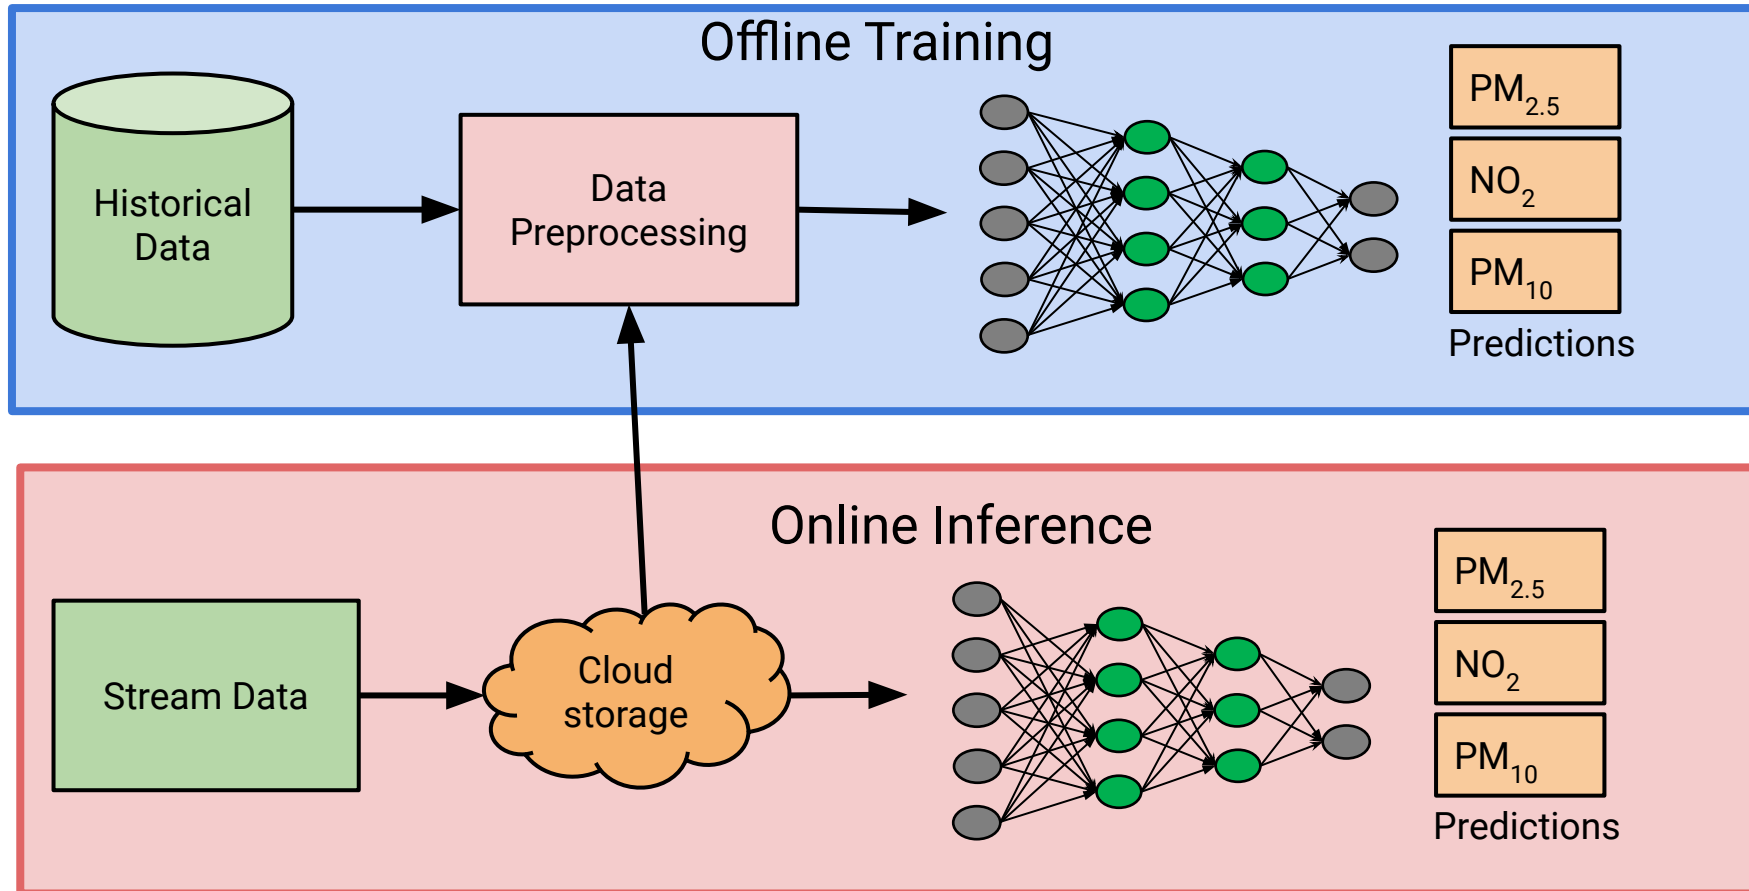 Offline Training
Historical
Data
Data
Preprocessing
PM2.5
NO2
PM10
Predictions
Online Inference
Stream Data
Cloud
storage
PM2.5
NO2
PM10
Predictions